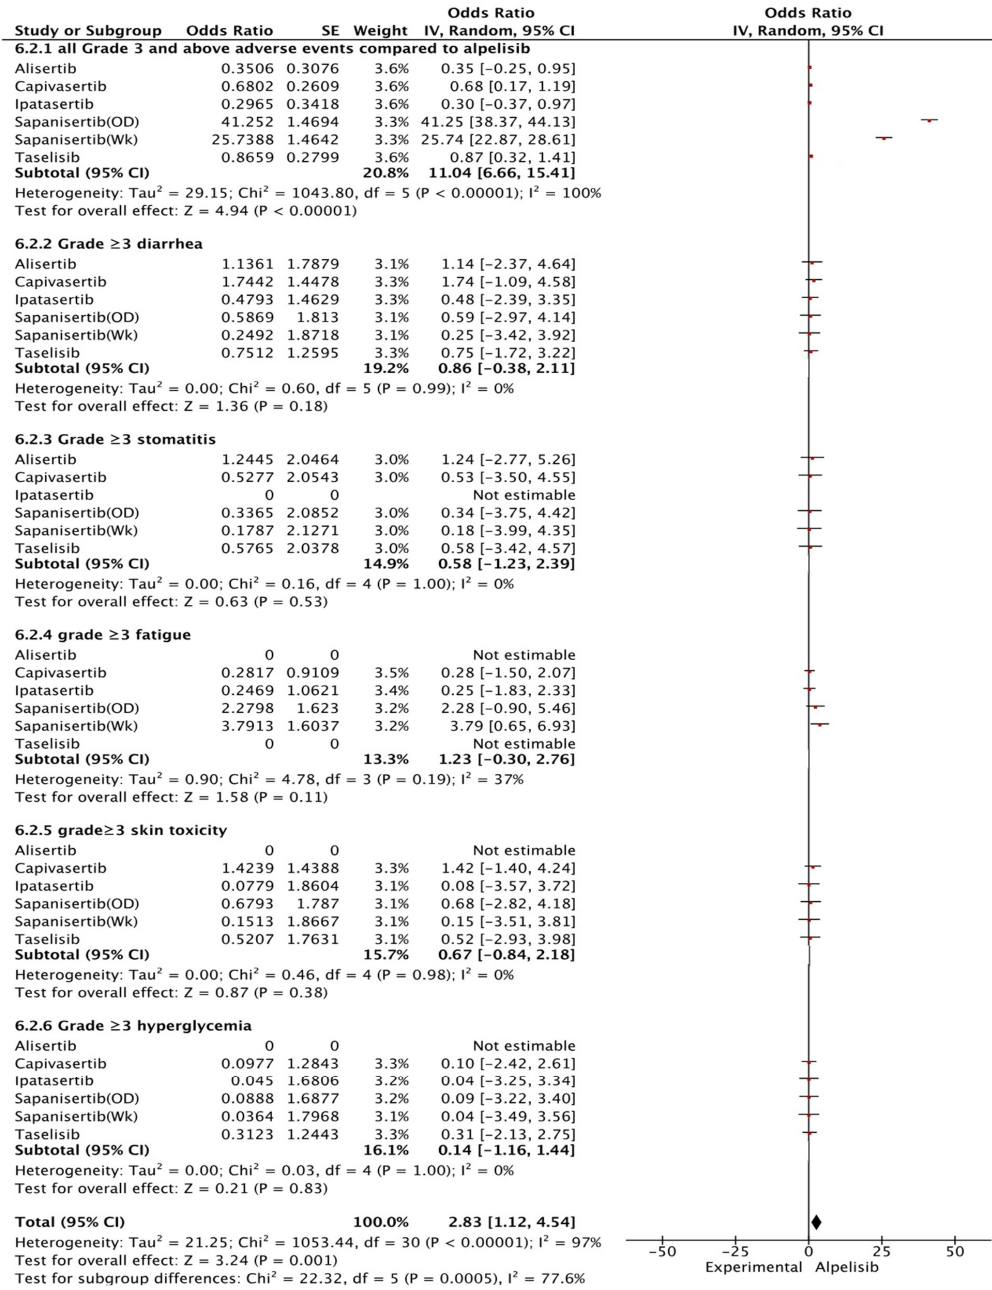 Odds Ratio Odds Ratio
Study or Subgroup Odds Ratio SE Weight IV, Random, 95% CI IV, Random, 95% CI
6.2.1 all Grade 3 and above adverse events compared to alpelisib
Alisertib 0.3506 0.3076 3.6% 0.35 [−0.25, 0.95]
Capivasertib 0.6802 0.2609 3.6% 0.68 [0.17, 1.19]
Ipatasertib 0.2965 0.3418 3.6% 0.30 [−0.37, 0.97]
Sapanisertib(OD) 41.252 1.4694 3.3% 41.25 [38.37, 44.13]
Sapanisertib(Wk) 25.7388 1.4642 3.3% 25.74 [22.87, 28.61]
Taselisib 0.8659 0.2799 3.6% 0.87 [0.32, 1.41]
Subtotal (95% CI) 20.8% 11.04 [6.66, 15.41]
Heterogeneity: Tau² = 29.15; Chi² = 1043.80, df = 5 (P < 0.00001); I² = 100%
Test for overall effect: Z = 4.94 (P < 0.00001)
6.2.2 Grade ≥3 diarrhea
Alisertib 1.1361 1.7879 3.1% 1.14 [−2.37, 4.64]
Capivasertib 1.7442 1.4478 3.3% 1.74 [−1.09, 4.58]
Ipatasertib 0.4793 1.4629 3.3% 0.48 [−2.39, 3.35]
Sapanisertib(OD) 0.5869 1.813 3.1% 0.59 [−2.97, 4.14]
Sapanisertib(Wk) 0.2492 1.8718 3.1% 0.25 [−3.42, 3.92]
Taselisib 0.7512 1.2595 3.3% 0.75 [−1.72, 3.22]
Subtotal (95% CI) 19.2% 0.86 [−0.38, 2.11]
Heterogeneity: Tau² = 0.00; Chi² = 0.60, df = 5 (P = 0.99); I² = 0%
Test for overall effect: Z = 1.36 (P = 0.18)
6.2.3 Grade ≥3 stomatitis
Alisertib 1.2445 2.0464 3.0% 1.24 [−2.77, 5.26]
Capivasertib 0.5277 2.0543 3.0% 0.53 [−3.50, 4.55]
Ipatasertib 0 0 Not estimable
Sapanisertib(OD) 0.3365 2.0852 3.0% 0.34 [−3.75, 4.42]
Sapanisertib(Wk) 0.1787 2.1271 3.0% 0.18 [−3.99, 4.35]
Taselisib 0.5765 2.0378 3.0% 0.58 [−3.42, 4.57]
Subtotal (95% CI) 14.9% 0.58 [−1.23, 2.39]
Heterogeneity: Tau² = 0.00; Chi² = 0.16, df = 4 (P = 1.00); I² = 0%
Test for overall effect: Z = 0.63 (P = 0.53)
6.2.4 grade ≥3 fatigue
Alisertib 0 0 Not estimable
Capivasertib 0.2817 0.9109 3.5% 0.28 [−1.50, 2.07]
Ipatasertib 0.2469 1.0621 3.4% 0.25 [−1.83, 2.33]
Sapanisertib(OD) 2.2798 1.623 3.2% 2.28 [−0.90, 5.46]
Sapanisertib(Wk) 3.7913 1.6037 3.2% 3.79 [0.65, 6.93]
Taselisib 0 0 Not estimable
Subtotal (95% CI) 13.3% 1.23 [−0.30, 2.76]
Heterogeneity: Tau² = 0.90; Chi² = 4.78, df = 3 (P = 0.19); I² = 37%
Test for overall effect: Z = 1.58 (P = 0.11)
6.2.5 grade≥3 skin toxicity
Alisertib 0 0 Not estimable
Capivasertib 1.4239 1.4388 3.3% 1.42 [−1.40, 4.24]
Ipatasertib 0.0779 1.8604 3.1% 0.08 [−3.57, 3.72]
Sapanisertib(OD) 0.6793 1.787 3.1% 0.68 [−2.82, 4.18]
Sapanisertib(Wk) 0.1513 1.8667 3.1% 0.15 [−3.51, 3.81]
Taselisib 0.5207 1.7631 3.1% 0.52 [−2.93, 3.98]
Subtotal (95% CI) 15.7% 0.67 [−0.84, 2.18]
Heterogeneity: Tau² = 0.00; Chi² = 0.46, df = 4 (P = 0.98); I² = 0%
Test for overall effect: Z = 0.87 (P = 0.38)
6.2.6 Grade ≥3 hyperglycemia
Alisertib 0 0 Not estimable
Capivasertib 0.0977 1.2843 3.3% 0.10 [−2.42, 2.61]
Ipatasertib 0.045 1.6806 3.2% 0.04 [−3.25, 3.34]
Sapanisertib(OD) 0.0888 1.6877 3.2% 0.09 [−3.22, 3.40]
Sapanisertib(Wk) 0.0364 1.7968 3.1% 0.04 [−3.49, 3.56]
Taselisib 0.3123 1.2443 3.3% 0.31 [−2.13, 2.75]
Subtotal (95% CI) 16.1% 0.14 [−1.16, 1.44]
Heterogeneity: Tau² = 0.00; Chi² = 0.03, df = 4 (P = 1.00); I² = 0%
Test for overall effect: Z = 0.21 (P = 0.83)
Total (95% CI) 100.0% 2.83 [1.12, 4.54]
Heterogeneity: Tau² = 21.25; Chi² = 1053.44, df = 30 (P < 0.00001); I² = 97%
Test for overall effect: Z = 3.24 (P = 0.001)
Test for subgroup differences: Chi² = 22.32, df = 5 (P = 0.0005), I² = 77.6%
−50 −25 0 25 50
Experimental Alpelisib